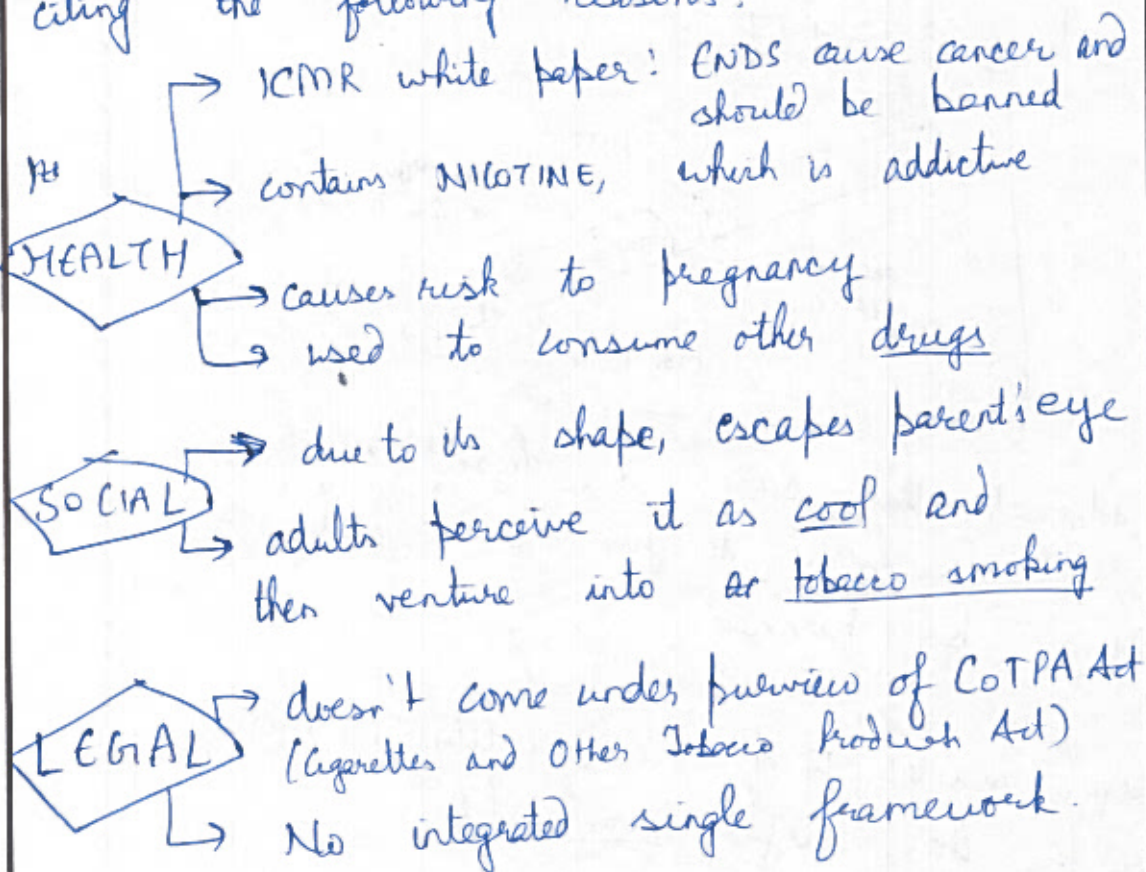 citing the following reasons:
→ ICMR white paper: ENDS cause cancer and
should be banned
→ contains NICOTINE, which is addictive
HEALTH
→ causes risk to pregnancy
→ used to consume other drugs
→ due to its shape, escapes parent's eye
SOCIAL
→ adults perceive it as cool and
then venture into tobacco smoking
→ doesn't come under purview of COTPA Act
LEGAL (Cigarettes and Other Tobacco Products Act)
→ No integrated single framework.